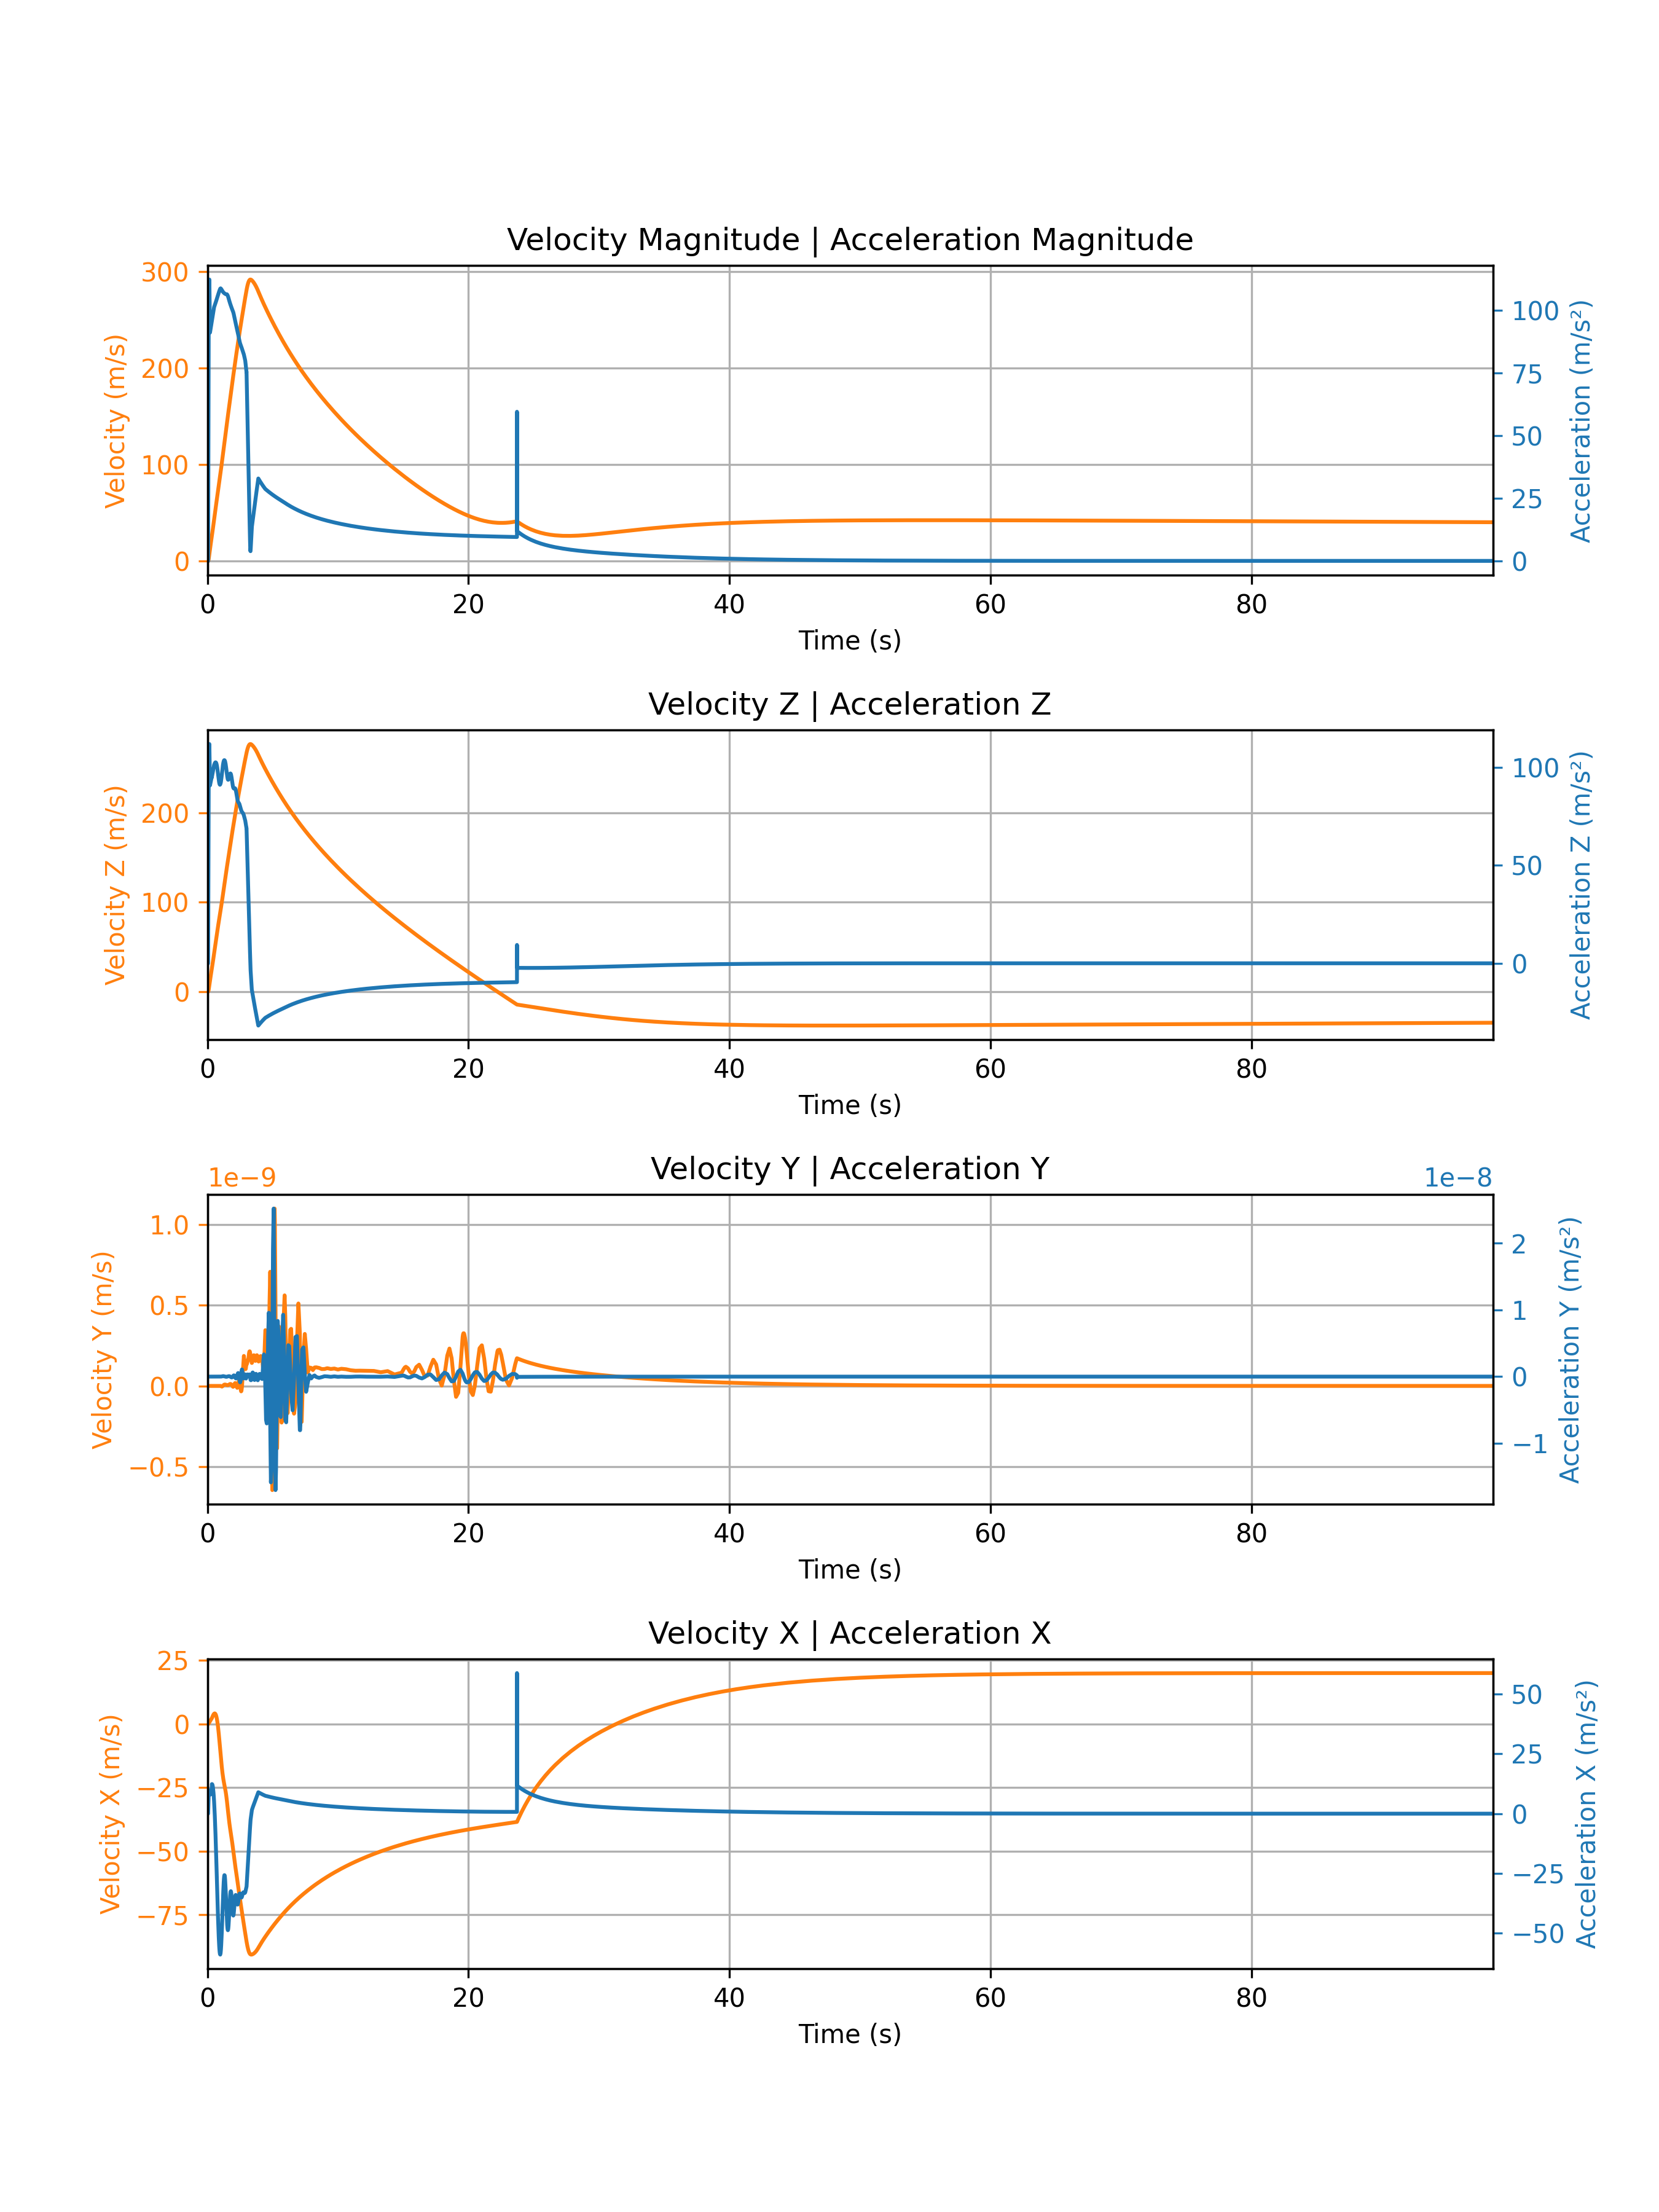 Velocity Magnitude | Acceleration Magnitude
300
200
100
0
Velocity (m/s)
100
75
50
25
0
Acceleration (m/s²)
0 20 40 60 80
Time (s)
Velocity Z | Acceleration Z
200
100
0
Velocity Z (m/s)
100
50
0
Acceleration Z (m/s²)
0 20 40 60 80
Time (s)
Velocity Y | Acceleration Y
1e−9
1e−8
1.0
0.5
0.0
−0.5
Velocity Y (m/s)
2
1
0
−1
Acceleration Y (m/s²)
0 20 40 60 80
Time (s)
Velocity X | Acceleration X
25
0
−25
−50
−75
Velocity X (m/s)
50
25
0
−25
−50
Acceleration X (m/s²)
0 20 40 60 80
Time (s)